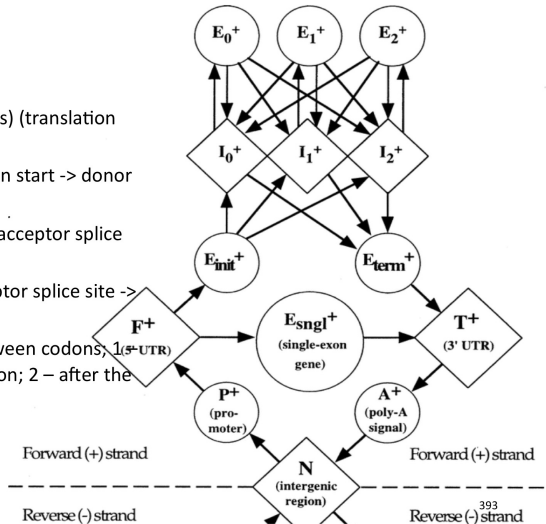 E0+ E1+ E2+
s) (translation
I0+ I1+ I2+
n start -> donor
.
acceptor splice
Einit+ Eterm+
ptor splice site ->
F+ Esngl+ T+
(5' UTR) (single-exon gene) (3' UTR)
ween codons; 1 –
on; 2 – after the
P+ A+
(pro- (poly-A
moter) signal)
Forward (+) strand Forward (+) strand
N
(intergenic
region)
393
Reverse (-) strand Reverse (-) strand